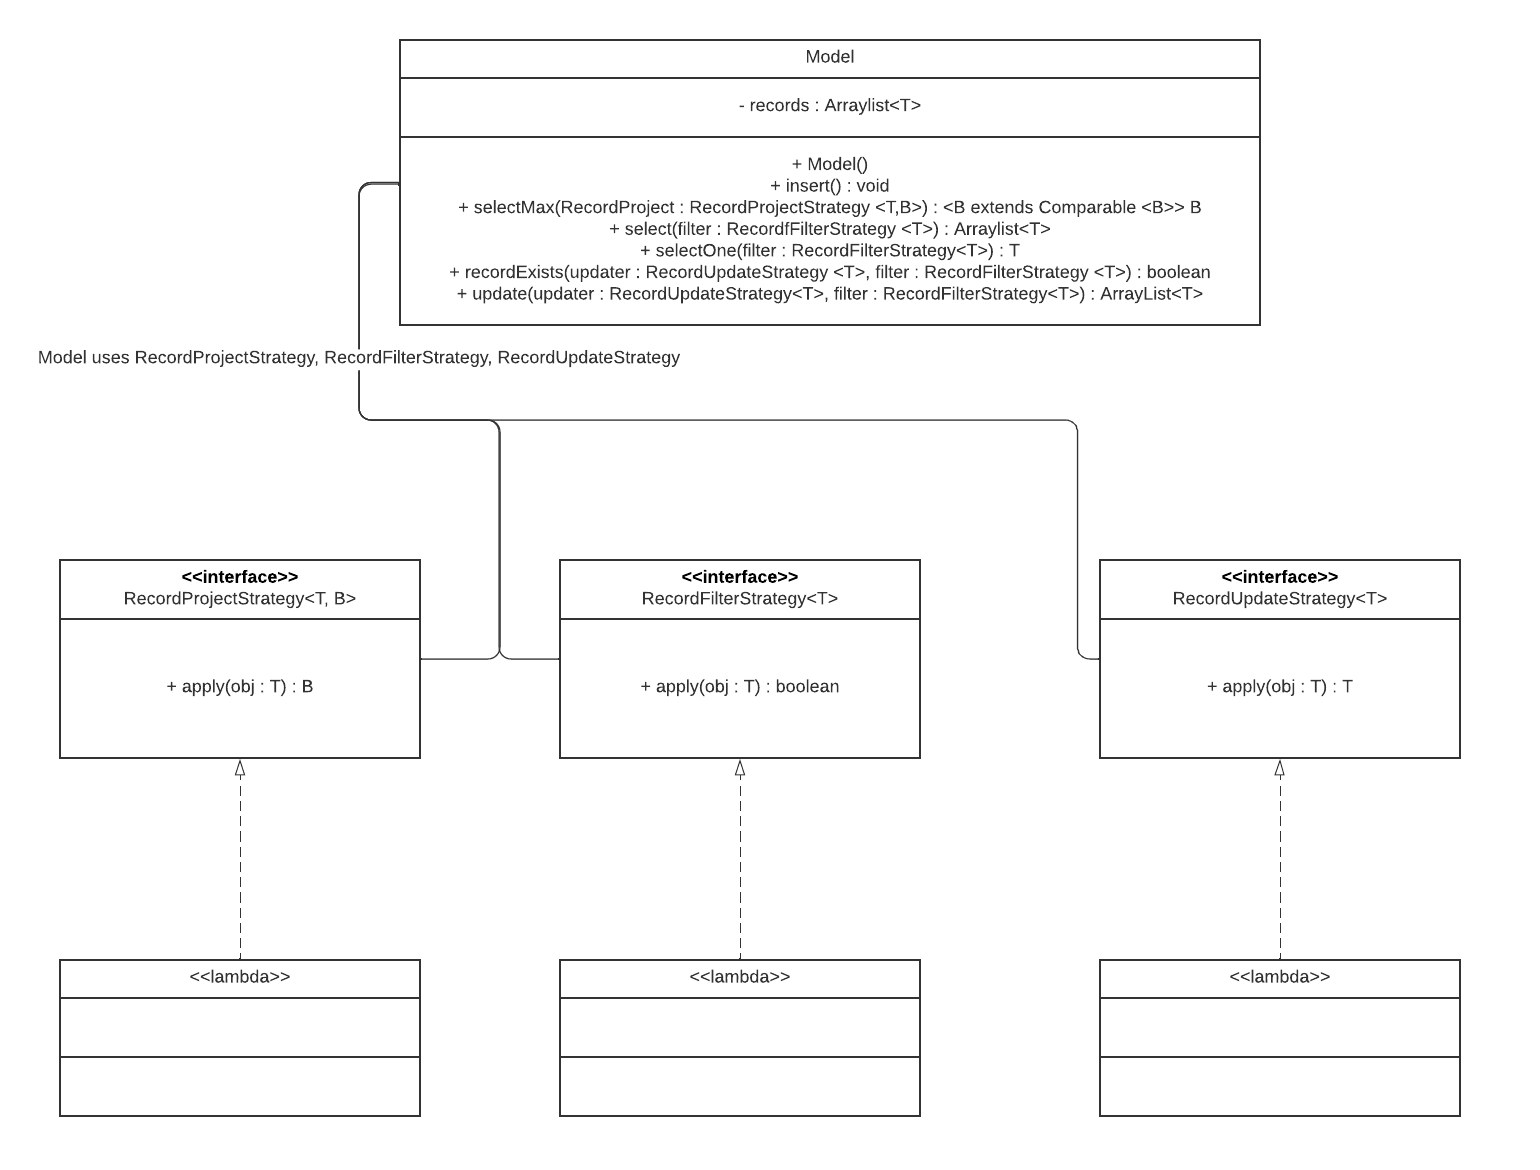 Model
- records : Arraylist<T>
+ Model()
+ insert() : void
+ selectMax(RecordProject : RecordProjectStrategy <T,B>) : <B extends Comparable <B>> B
+ select(filter : RecordfFilterStrategy <T>) : Arraylist<T>
+ selectOne(filter : RecordFilterStrategy<T>) : T
+ recordExists(updater : RecordUpdateStrategy <T>, filter : RecordFilterStrategy <T>) : boolean
+ update(updater : RecordUpdateStrategy<T>, filter : RecordFilterStrategy<T>) : ArrayList<T>
Model uses RecordProjectStrategy, RecordFilterStrategy, RecordUpdateStrategy
<<interface>>
RecordProjectStrategy<T, B>
+ apply(obj : T) : B
<<interface>>
RecordFilterStrategy<T>
+ apply(obj : T) : boolean
<<interface>>
RecordUpdateStrategy<T>
+ apply(obj : T) : T
<<lambda>>
<<lambda>>
<<lambda>>